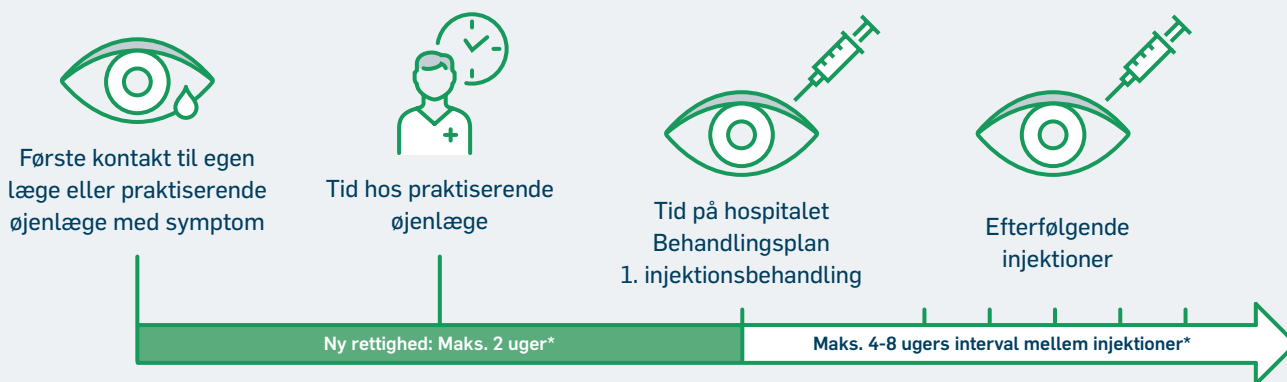 Første kontakt til egen
læge eller praktiserende
øjenlæge med symptom
Tid hos praktiserende
øjenlæge
Tid på hospitalet
Behandlingsplan
1. injektionsbehandling
Efterfølgende
injektioner
Ny rettighed: Maks. 2 uger*
Maks. 4-8 ugers interval mellem injektioner*